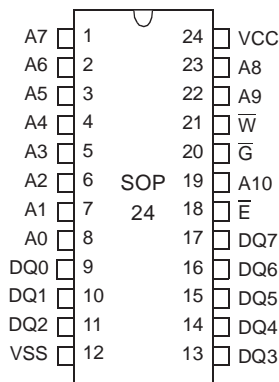 A7 1 24 VCC
A6 2 23 A8
A5 3 22 A9
A4 4 21 W̅
A3 5 20 G̅
A2 6 SOP 19 A10
A1 7 24 18 E̅
A0 8 17 DQ7
DQ0 9 16 DQ6
DQ1 10 15 DQ5
DQ2 11 14 DQ4
VSS 12 13 DQ3